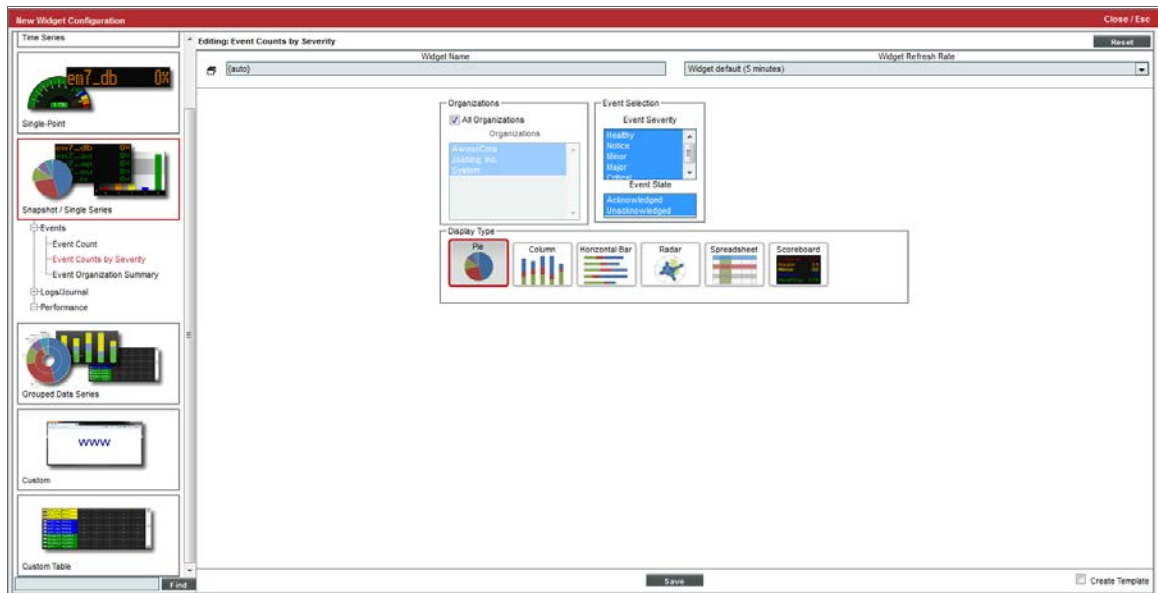 New Widget Configuration
Close / Esc
Time Series
em7_db 0%
Single-Point
Snapshot / Single Series
Events
Event Count
Event Counts by Severity
Event Organization Summary
Logs/Journal
Performance
Grouped Data Series
www
Custom
Custom Table
Find
Editing: Event Counts by Severity
Reset
Widget Name
Widget Refresh Rate
{auto}
Widget default (5 minutes)
Organizations
All Organizations
Organizations
System
Event Selection
Event Severity
Healthy
Notice
Minor
Major
Critical
Event State
Acknowledged
Unacknowledged
Display Type
Pie
Column
Horizontal Bar
Radar
Spreadsheet
Scoreboard
Save
Create Template